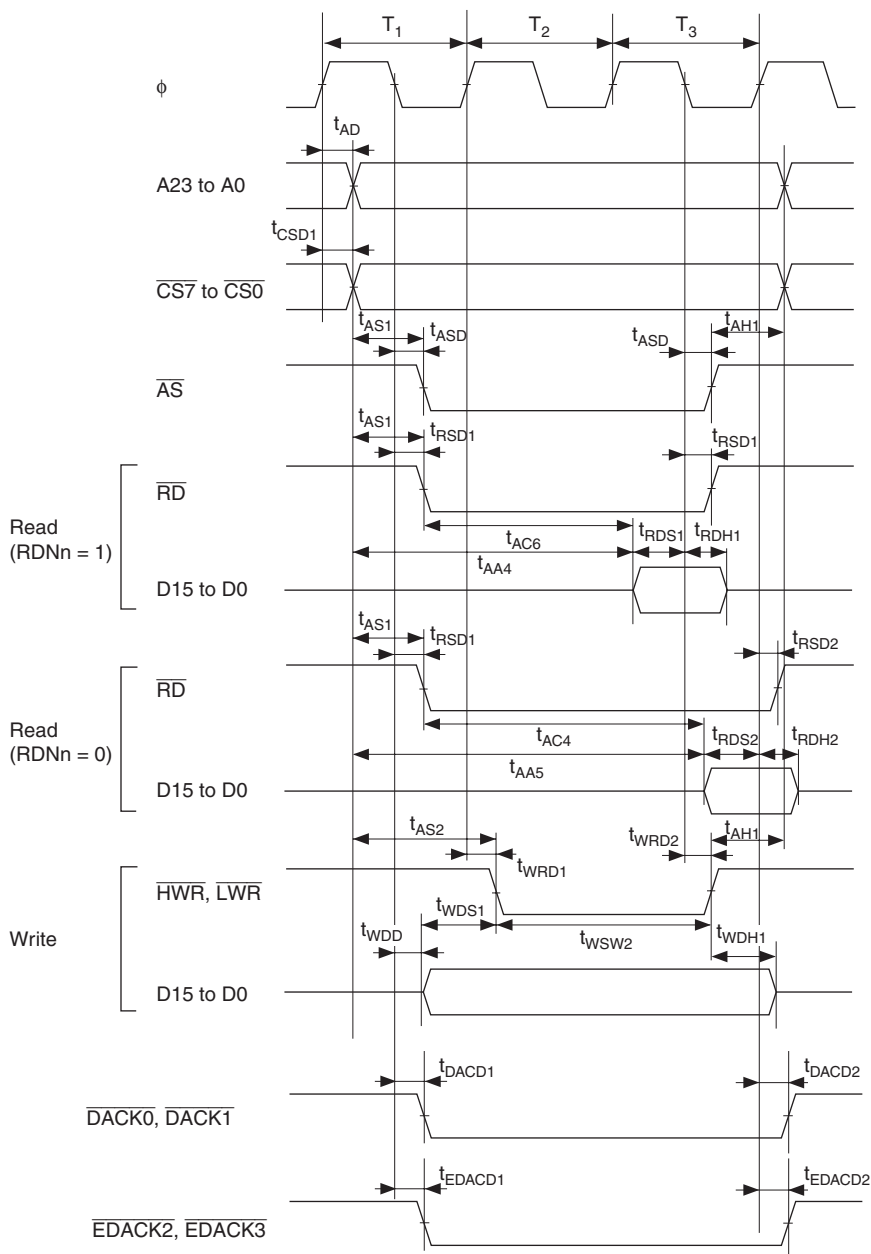 T1 T2 T3
φ
tAD
A23 to A0
tCSD1
CS7 to CS0
tAS1 tASD tASD tAH1
AS
tAS1 tRSD1 tRSD1
RD
Read
(RDNn = 1)
tAC6 tRDS1 tRDH1
tAA4
D15 to D0
tAS1 tRSD1 tRSD2
RD
Read
(RDNn = 0)
tAC4 tRDS2 tRDH2
tAA5
D15 to D0
tAS2 tWRD2 tAH1
tWRD1
HWR, LWR
Write
tWDD tWDS1 tWSW2 tWDH1
D15 to D0
tDACD1 tDACD2
DACK0, DACK1
tEDACD1 tEDACD2
EDACK2, EDACK3